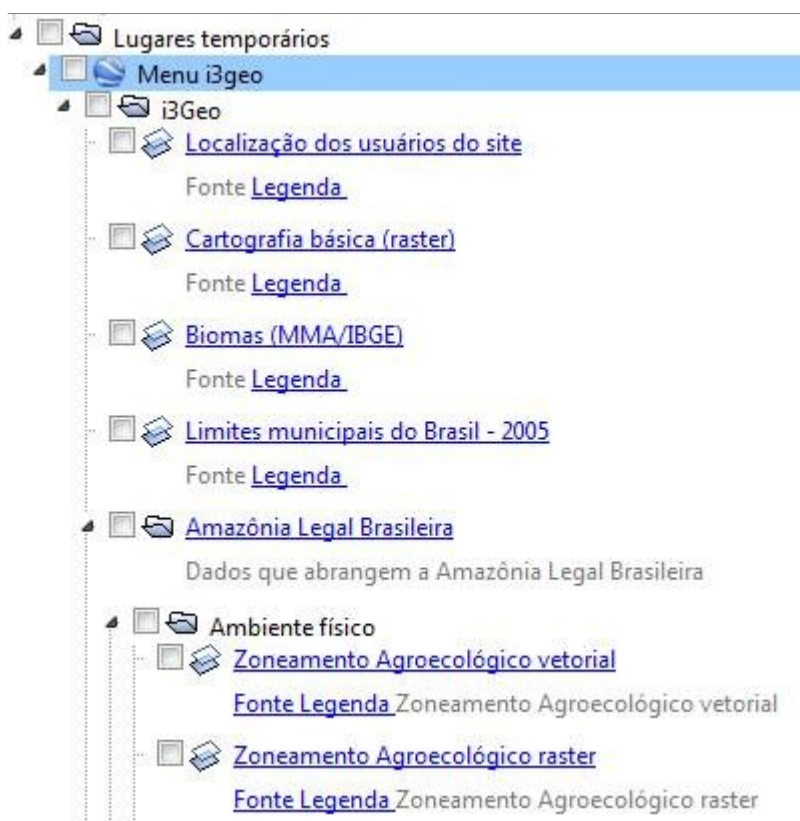 Lugares temporários
Menu i3geo
i3Geo
Localização dos usuários do site
Fonte Legenda
Cartografia básica (raster)
Fonte Legenda
Biomas (MMA/IBGE)
Fonte Legenda
Limites municipais do Brasil - 2005
Fonte Legenda
Amazônia Legal Brasileira
Dados que abrangem a Amazônia Legal Brasileira
Ambiente físico
Zoneamento Agroecológico vetorial
Fonte Legenda Zoneamento Agroecológico vetorial
Zoneamento Agroecológico raster
Fonte Legenda Zoneamento Agroecológico raster